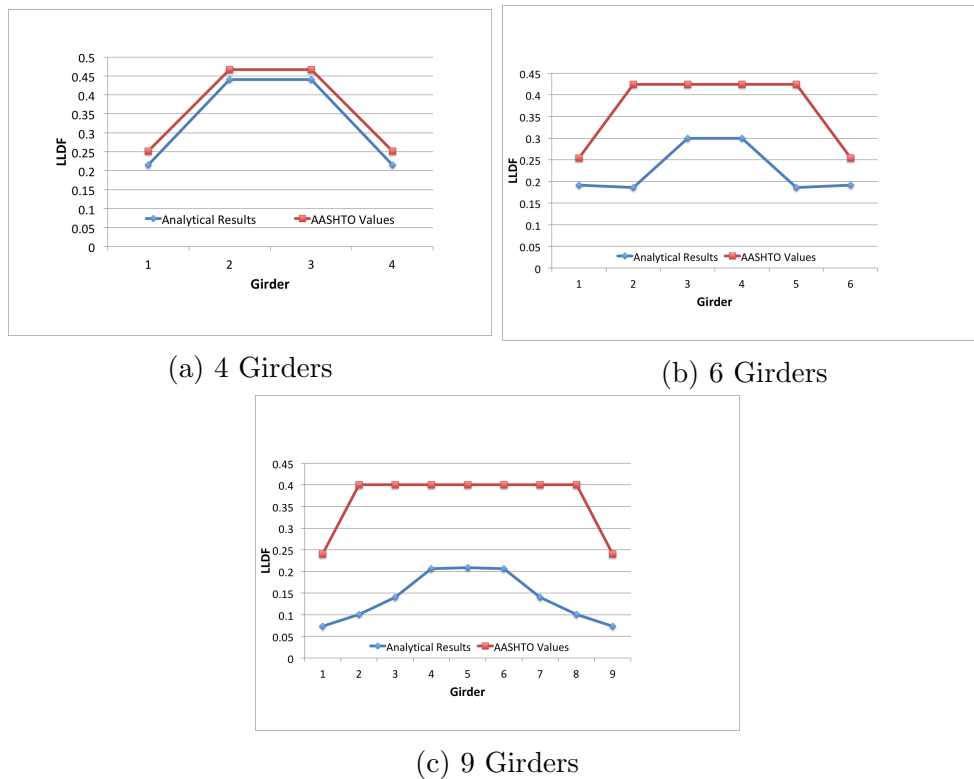 0.5
0.45
0.4
0.35
0.3
0.25
0.2
0.15
0.1
0.05
0
LLDF
Analytical Results AASHTO Values
1 2 3 4
Girder
(a) 4 Girders
0.45
0.4
0.35
0.3
0.25
0.2
0.15
0.1
0.05
0
LLDF
Analytical Results AASHTO Values
1 2 3 4 5 6
Girder
(b) 6 Girders
0.45
0.4
0.35
0.3
0.25
0.2
0.15
0.1
0.05
0
LLDF
Analytical Results AASHTO Values
1 2 3 4 5 6 7 8 9
Girder
(c) 9 Girders